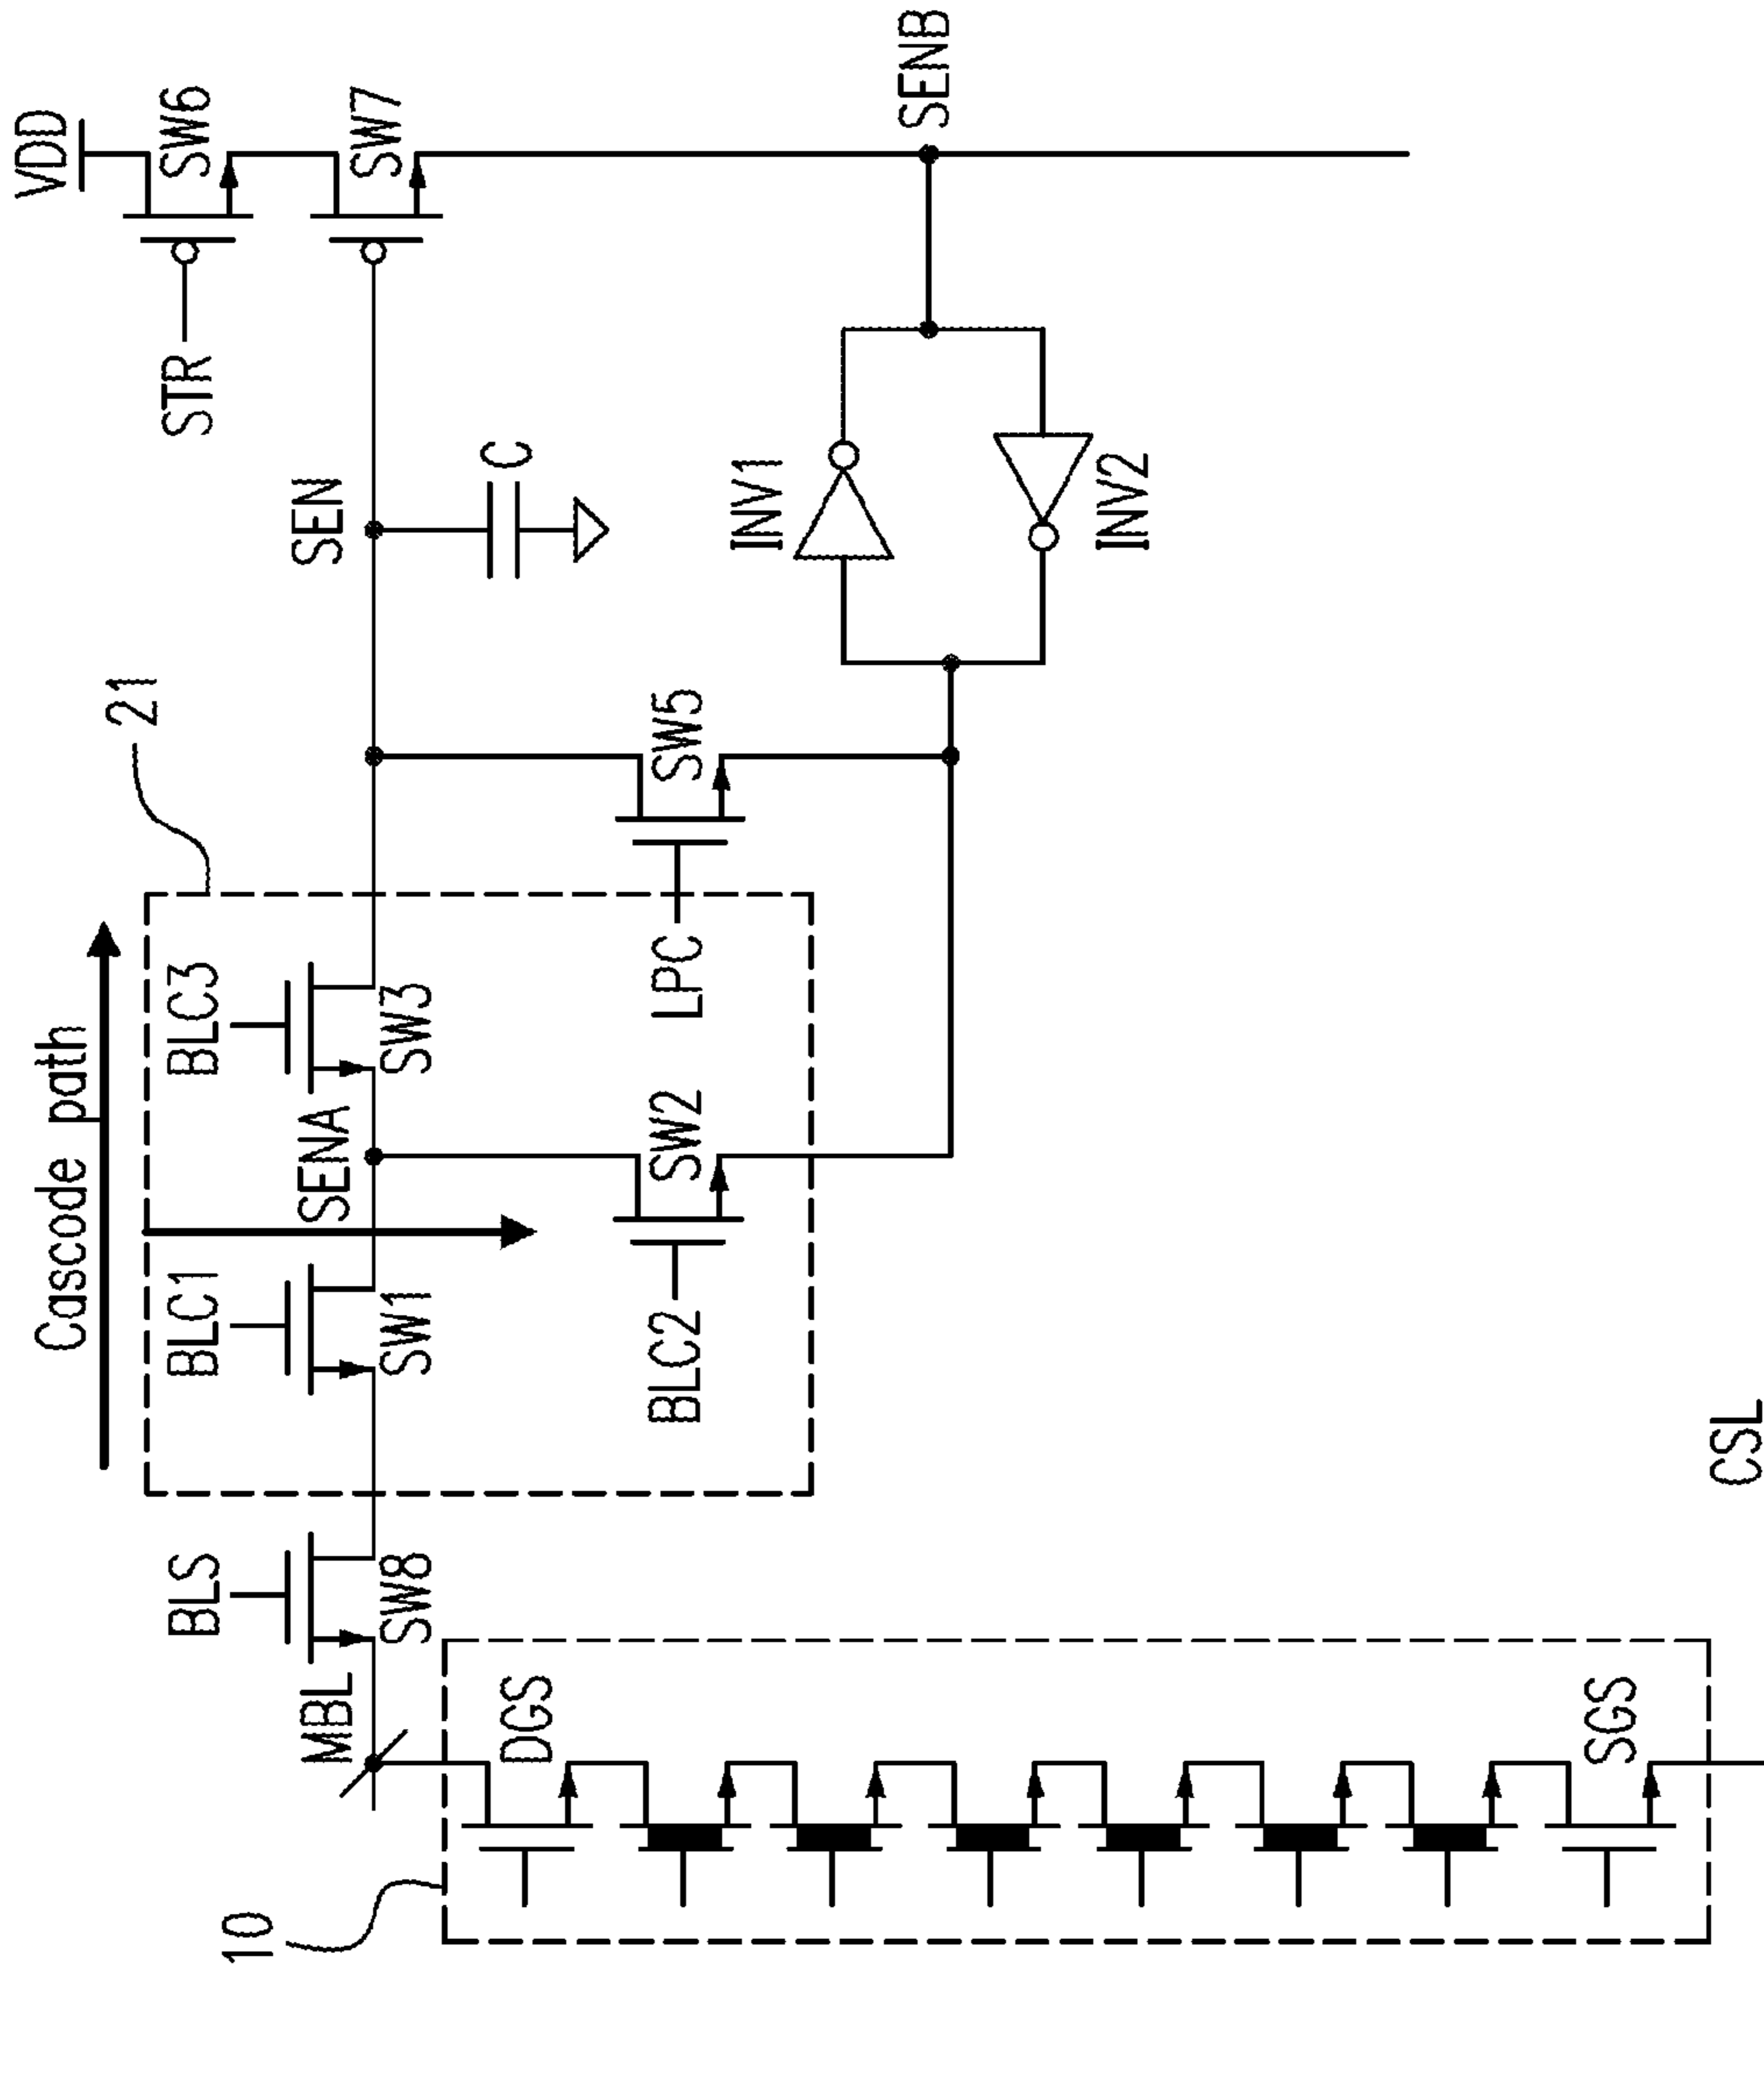 VDD
SW6
STR
SW7
SEN
C
SENB
INV1
INV2
21
Cascode path
BLC3
SW3
SENA
BLC1
SW1
SW5
LPC
SW2
BLC2
BLS
SW8
MBL
10
DGS
SGS
CSL